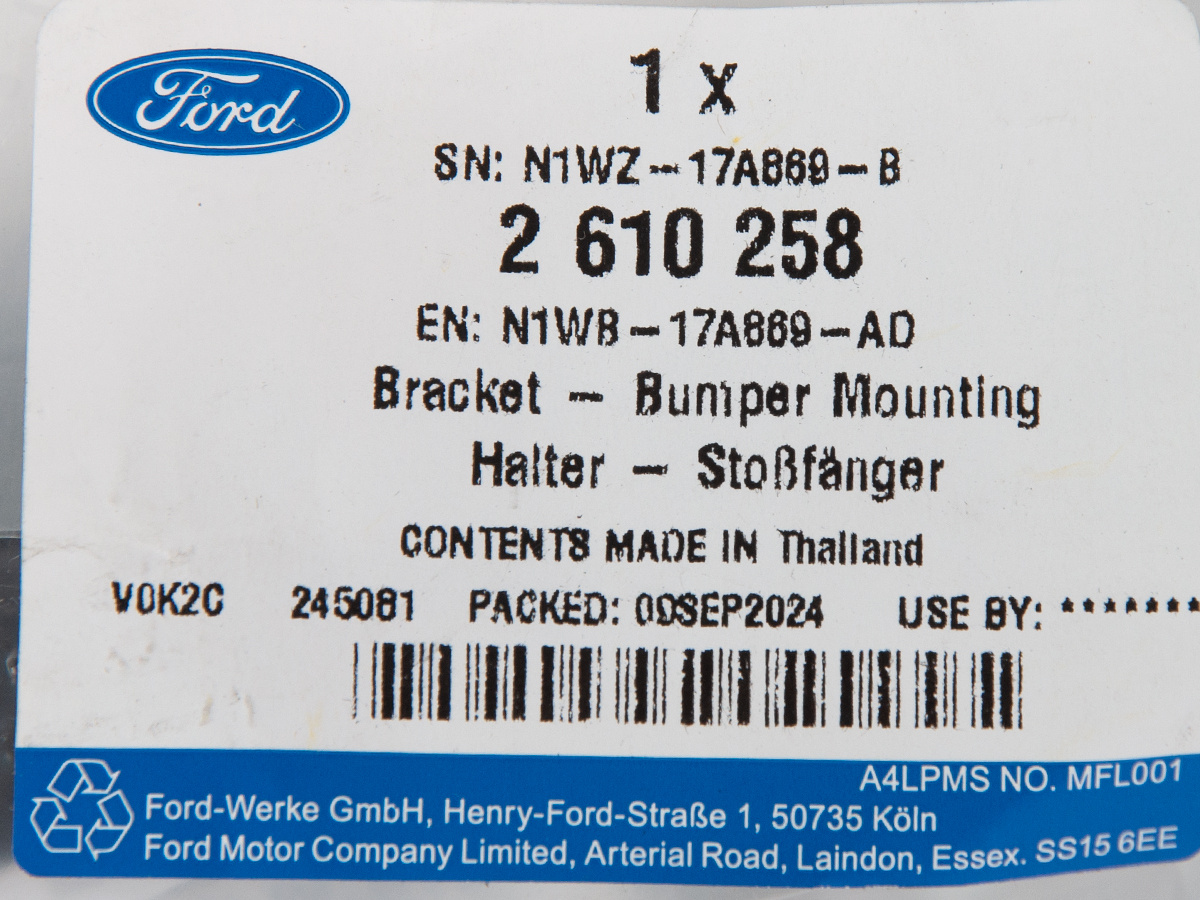 Ford
1 x
SN: N1WZ-17A869-B
2 610 258
EN: N1WB-17A869-AD
Bracket - Bumper Mounting
Halter - Stoßfänger
CONTENTS MADE IN Thailand
V0K2C 245081 PACKED: 09SEP2024 USE BY: *******
A4LPMS NO. MFL001
Ford-Werke GmbH, Henry-Ford-Straße 1, 50735 Köln
Ford Motor Company Limited, Arterial Road, Laindon, Essex. SS15 6EE